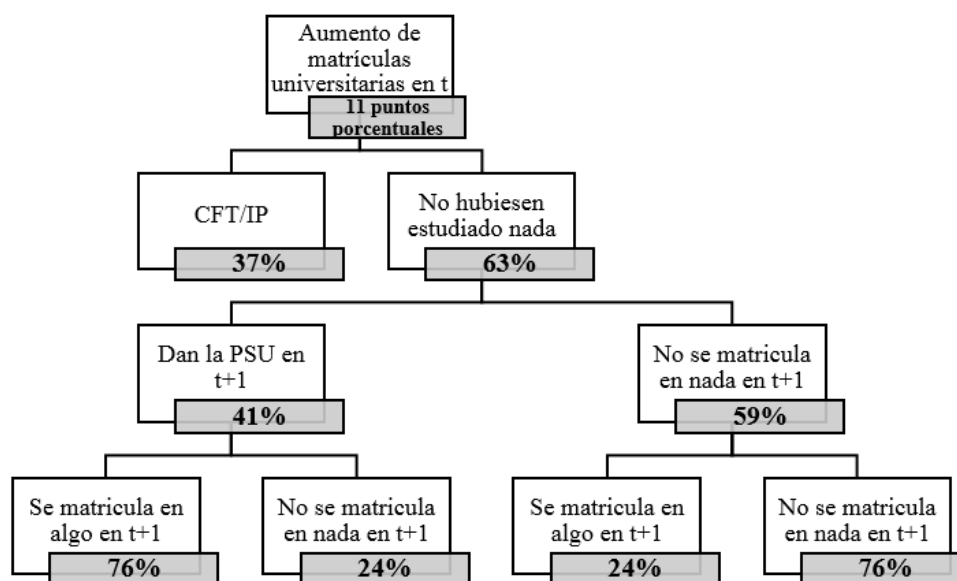 Aumento de
matrículas
universitarias en t
11 puntos
porcentuales
CFT/IP
37%
No hubiesen
estudiado nada
63%
Dan la PSU en
t+1
41%
No se matricula
en nada en t+1
59%
Se matricula en
algo en t+1
76%
No se matricula
en nada en t+1
24%
Se matricula en
algo en t+1
24%
No se matricula
en nada en t+1
76%